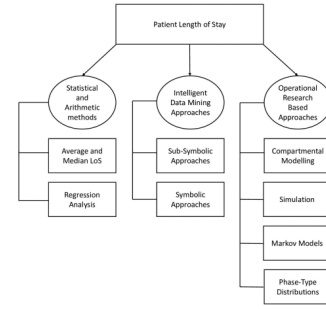 Patient Length of Stay
Statistical
and
Arithmetic
methods
Intelligent
Data Mining
Approaches
Operational
Research
Based
Approaches
Average and
Median LoS
Sub-Symbolic
Approaches
Compartmental
Modelling
Regression
Analysis
Symbolic
Approaches
Simulation
Markov Models
Phase-Type
Distributions